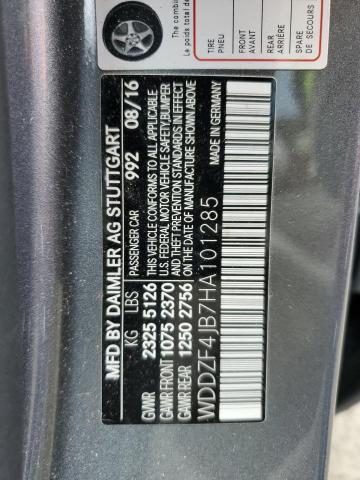 MFD BY DAIMLER AG STUTTGART
PASSENGER CAR 992 08/16
KG LBS
GVWR 2325 5126
GAWR FRONT 1075 2370
GAWR REAR 1250 2756
THIS VEHICLE CONFORMS TO ALL APPLICABLE
U.S. FEDERAL MOTOR VEHICLE SAFETY,BUMPER
AND THEFT PREVENTION STANDARDS IN EFFECT
ON THE DATE OF MANUFACTURE SHOWN ABOVE
MADE IN GERMANY
WDDZF4JB7HA101285
The combined
Le poids total de
TIRE
PNEU
FRONT
AVANT
REAR
ARRIÈRE
SPARE
DE SECOURS